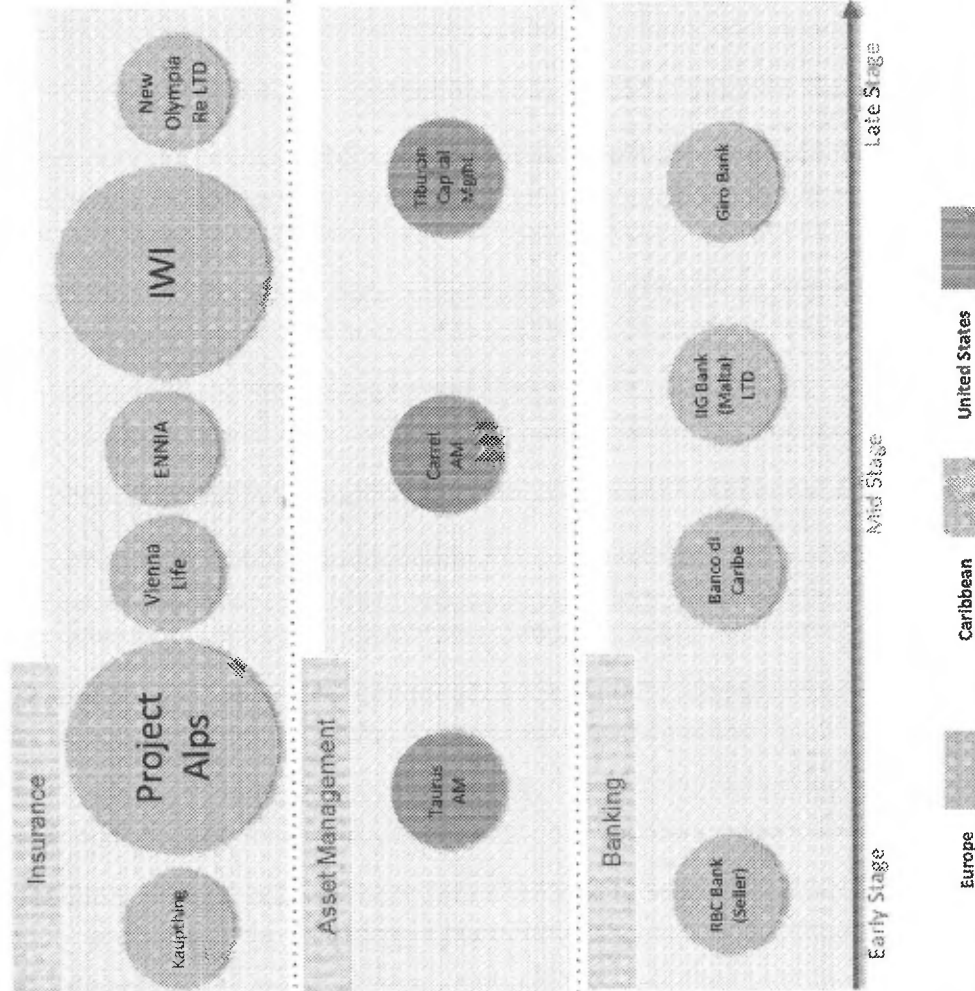 Insurance
Kaupthing
Project
Alps
Vienna
Life
ENNIA
IWI
New
Olympia
Re LTD
Asset Management
Taurus
AM
Carret
AM
Tiburon
Capital
Mgmt
Banking
RBC Bank
(Seller)
Banco di
Caribe
IIG Bank
(Malta)
LTD
Giro Bank
Early Stage
Mid Stage
Late Stage
Europe
Caribbean
United States